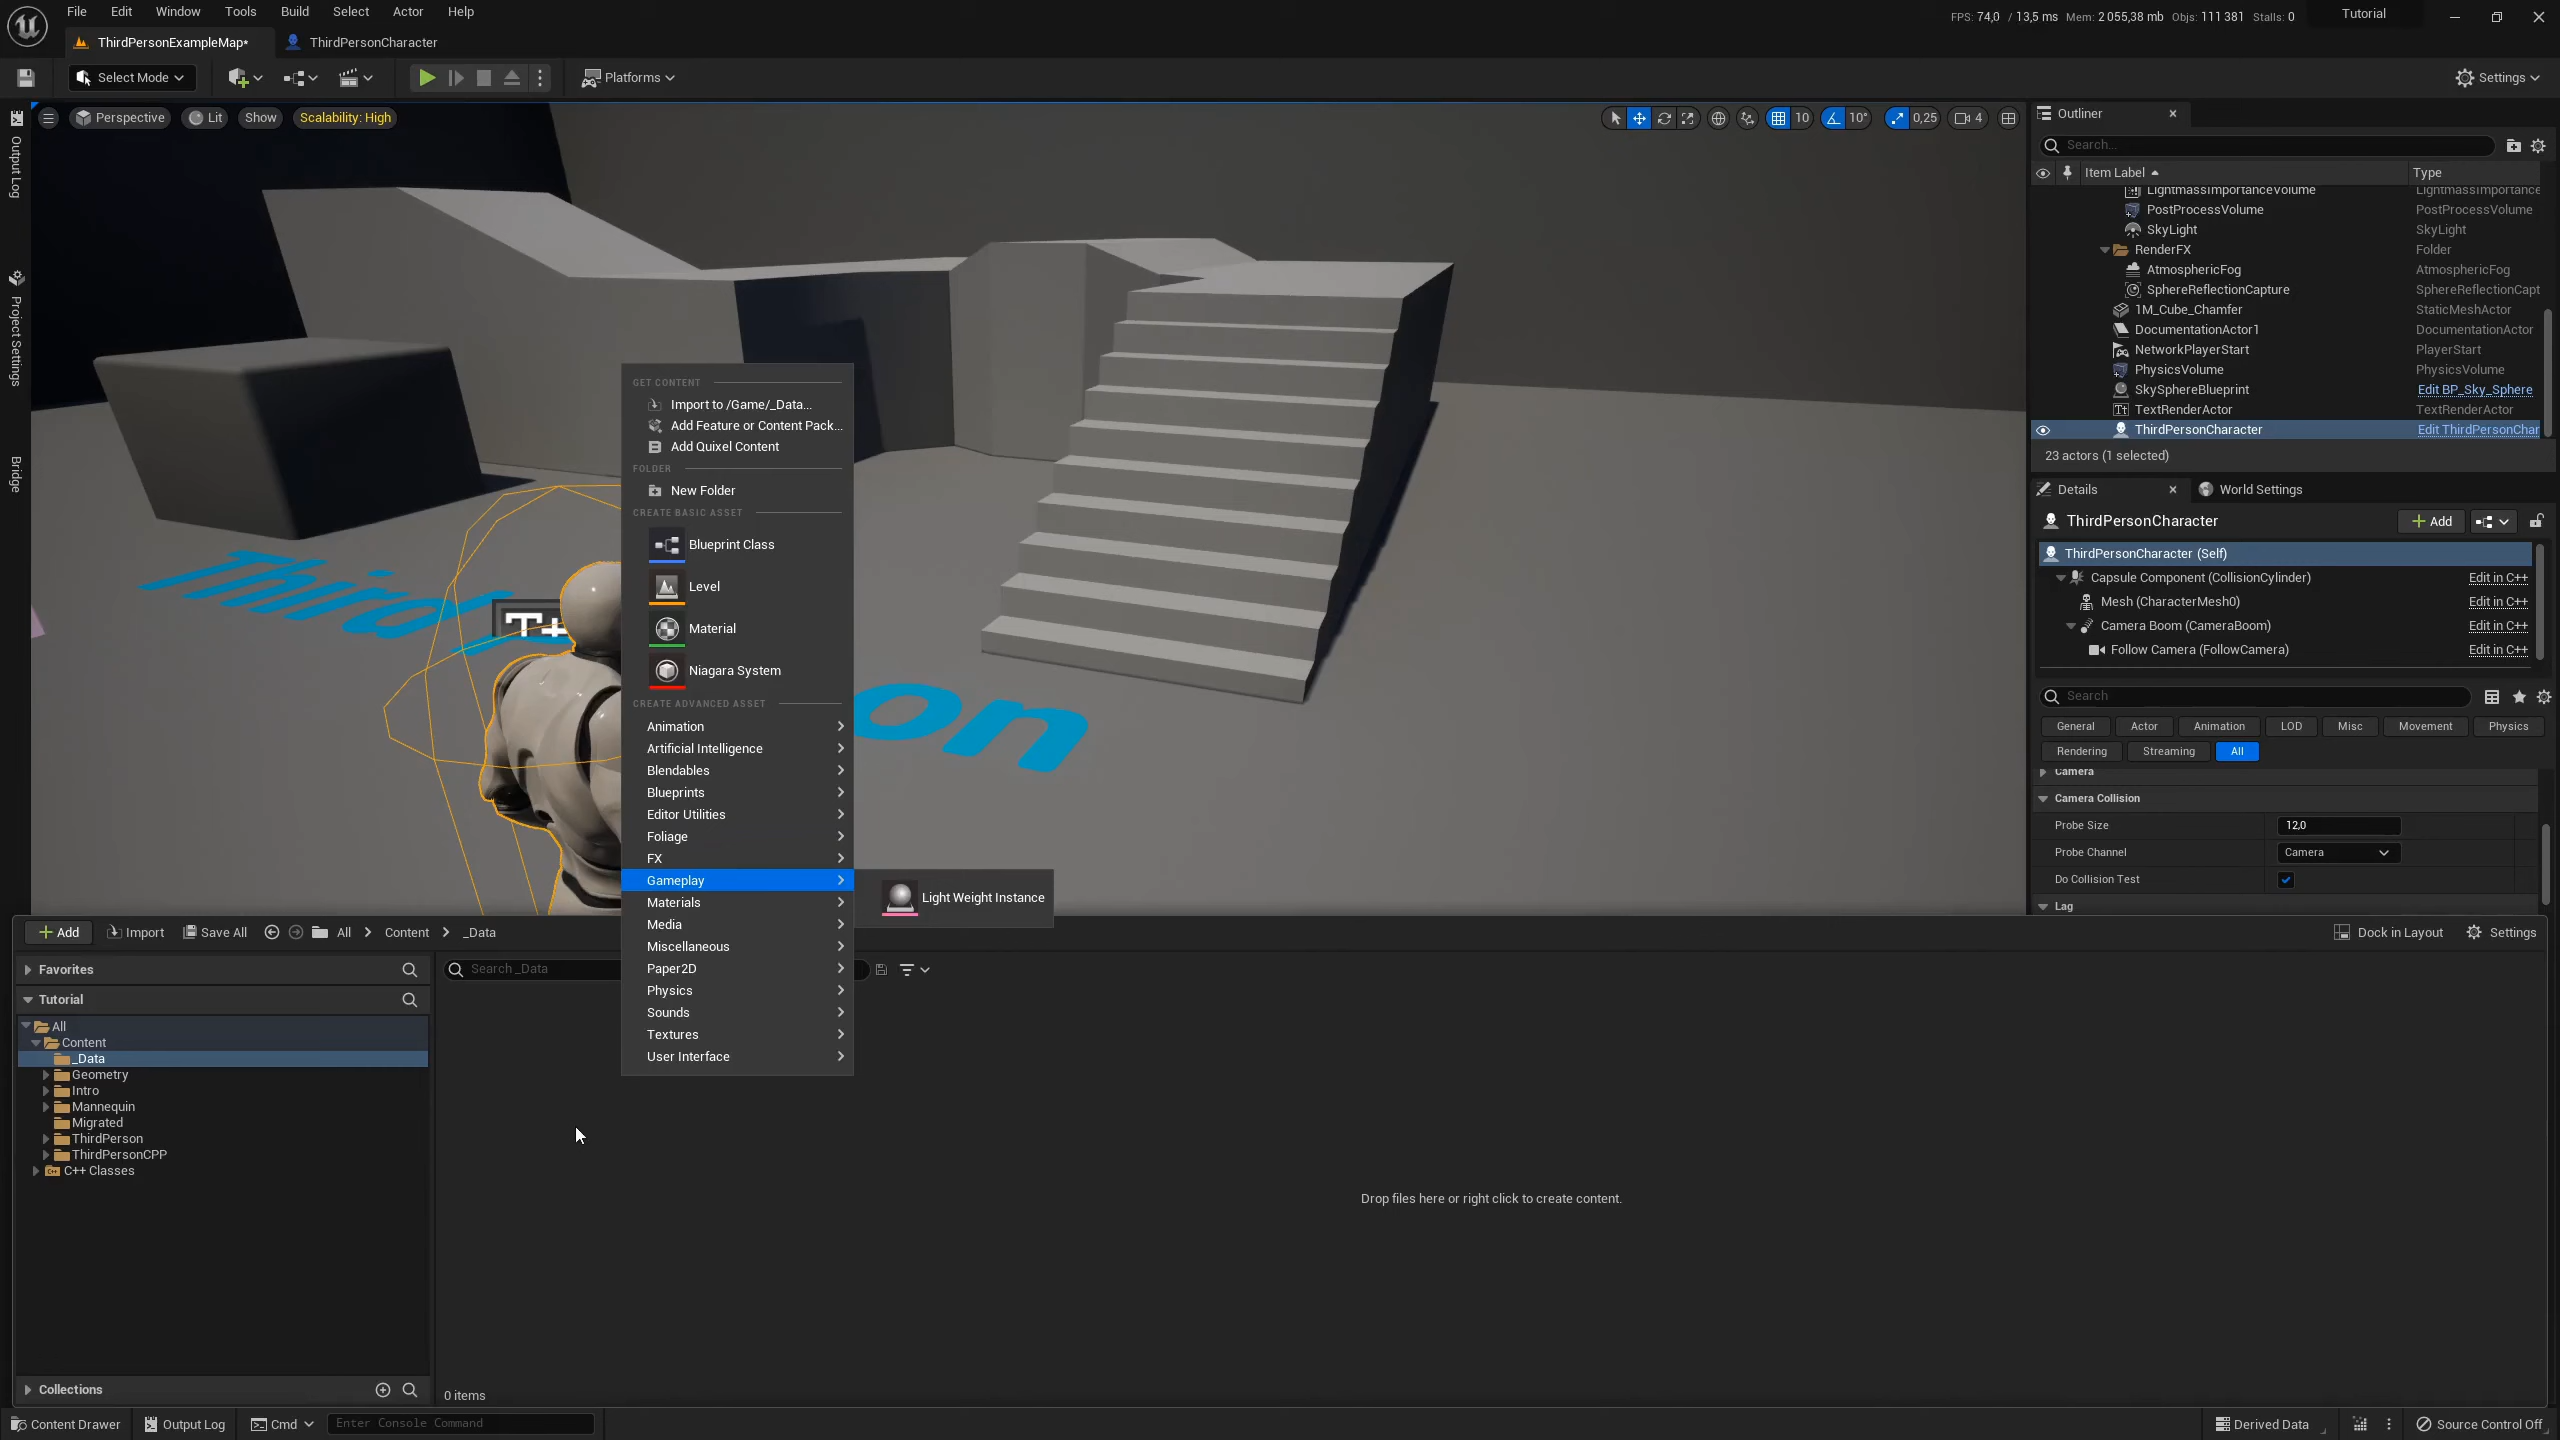 File Edit Window Tools Build Select Actor Help
FPS: 74,0 / 13,5 ms Mem: 2 055,38 mb Objs: 111 381 Stalls: 0
Tutorial
ThirdPersonExampleMap*
ThirdPersonCharacter
Select Mode
Platforms
Settings
Perspective
Lit
Show
Scalability: High
10
10°
0,25
4
Output Log
Project Settings
Bridge
Outliner
Search...
Item Label
Type
LightmassImportanceVolume LightmassImportance
PostProcessVolume PostProcessVolume
SkyLight SkyLight
RenderFX Folder
AtmosphericFog AtmosphericFog
SphereReflectionCapture SphereReflectionCapt
1M_Cube_Chamfer StaticMeshActor
DocumentationActor1 DocumentationActor
NetworkPlayerStart PlayerStart
PhysicsVolume PhysicsVolume
SkySphereBlueprint Edit BP_Sky_Sphere
TextRenderActor TextRenderActor
ThirdPersonCharacter Edit ThirdPersonChar
23 actors (1 selected)
Details
World Settings
ThirdPersonCharacter
Add
ThirdPersonCharacter (Self)
Capsule Component (CollisionCylinder) Edit in C++
Mesh (CharacterMesh0) Edit in C++
Camera Boom (CameraBoom) Edit in C++
Follow Camera (FollowCamera) Edit in C++
Search
General Actor Animation LOD Misc Movement Physics
Rendering Streaming All
Camera
Camera Collision
Probe Size 12,0
Probe Channel Camera
Do Collision Test
Lag
GET CONTENT
Import to /Game/_Data...
Add Feature or Content Pack...
Add Quixel Content
FOLDER
New Folder
CREATE BASIC ASSET
Blueprint Class
Level
Material
Niagara System
CREATE ADVANCED ASSET
Animation
Artificial Intelligence
Blendables
Blueprints
Editor Utilities
Foliage
FX
Gameplay
Materials
Media
Miscellaneous
Paper2D
Physics
Sounds
Textures
User Interface
Light Weight Instance
Third
on
Add
Import
Save All
All
Content
_Data
Dock in Layout
Settings
Favorites
Tutorial
All
Content
_Data
Geometry
Intro
Mannequin
Migrated
ThirdPerson
ThirdPersonCPP
C++ Classes
Collections
Search _Data
Drop files here or right click to create content.
0 items
Content Drawer
Output Log
Cmd
Enter Console Command
Derived Data
Source Control Off